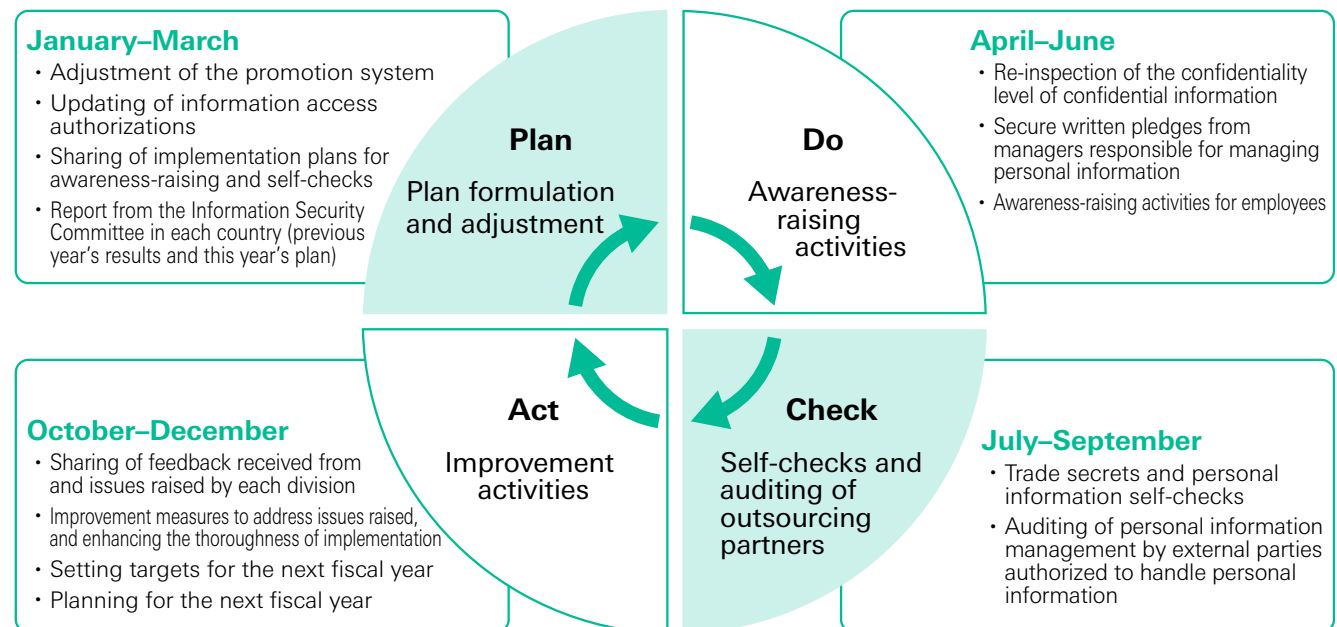 January–March
・Adjustment of the promotion system
・Updating of information access
authorizations
・Sharing of implementation plans for
awareness-raising and self-checks
・Report from the Information Security
Committee in each country (previous
year's results and this year's plan)
Plan
Plan formulation
and adjustment
Do
Awareness-
raising
activities
April–June
・Re-inspection of the confidentiality
level of confidential information
・Secure written pledges from
managers responsible for managing
personal information
・Awareness-raising activities for employees
October–December
・Sharing of feedback received from
and issues raised by each division
・Improvement measures to address issues raised,
and enhancing the thoroughness of implementation
・Setting targets for the next fiscal year
・Planning for the next fiscal year
Act
Improvement
activities
Check
Self-checks and
auditing of
outsourcing
partners
July–September
・Trade secrets and personal
information self-checks
・Auditing of personal information
management by external parties
authorized to handle personal
information